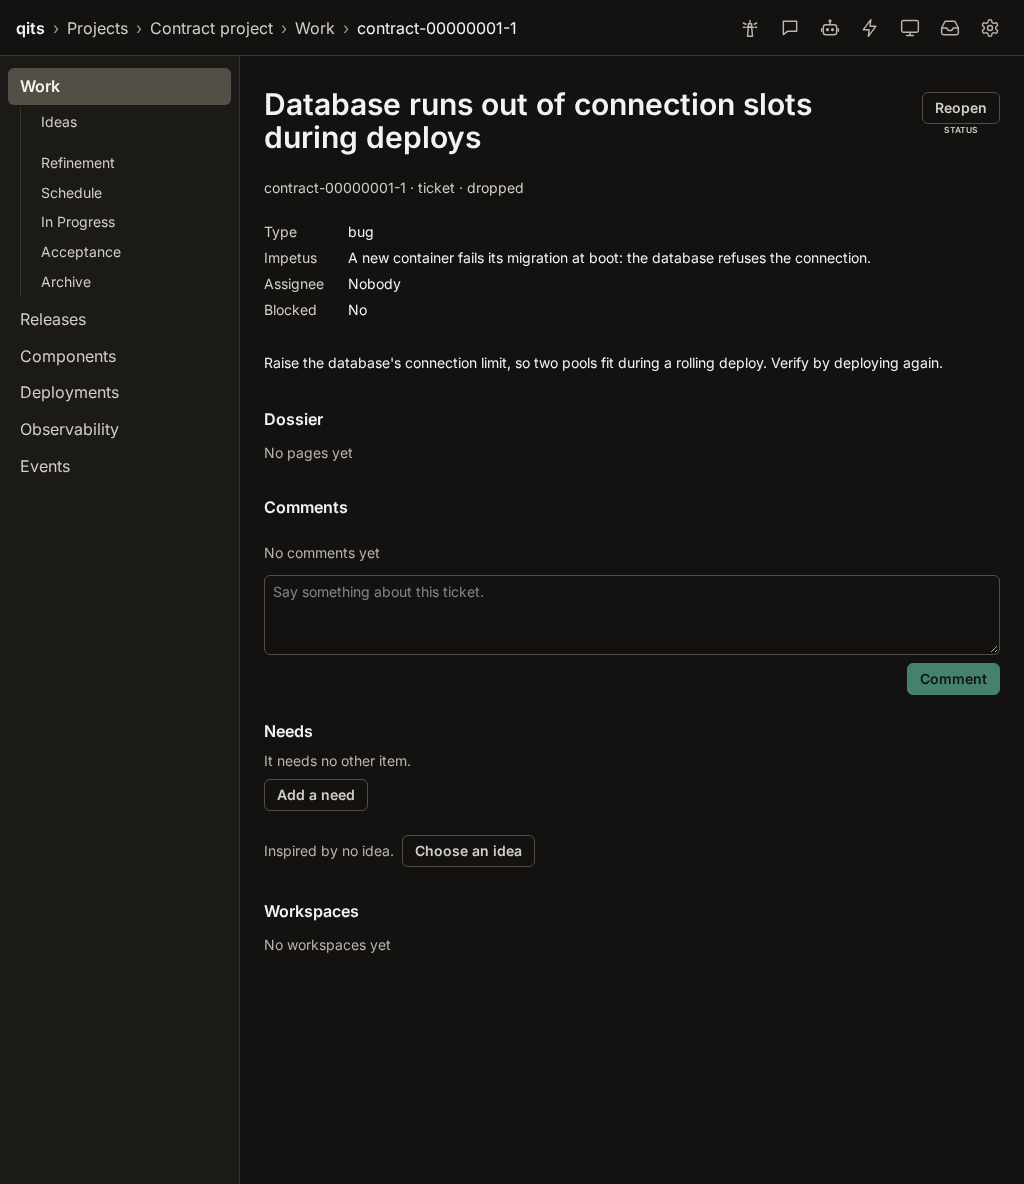 qits › Projects › Contract project › Work › contract-00000001-1
Work
Ideas
Refinement
Schedule
In Progress
Acceptance
Archive
Releases
Components
Deployments
Observability
Events
Database runs out of connection slots
during deploys
Reopen
STATUS
contract-00000001-1 · ticket · dropped
Type bug
Impetus A new container fails its migration at boot: the database refuses the connection.
Assignee Nobody
Blocked No
Raise the database's connection limit, so two pools fit during a rolling deploy. Verify by deploying again.
Dossier
No pages yet
Comments
No comments yet
Say something about this ticket.
Comment
Needs
It needs no other item.
Add a need
Inspired by no idea. Choose an idea
Workspaces
No workspaces yet